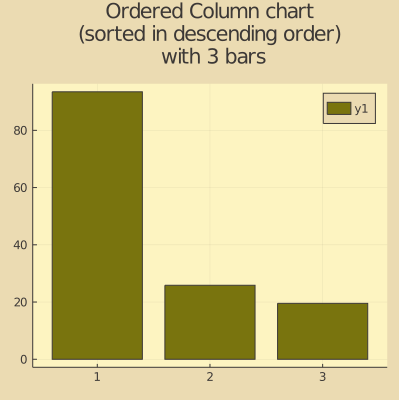 Ordered Column chart
(sorted in descending order)
with 3 bars
y1
80
60
40
20
0
1 2 3